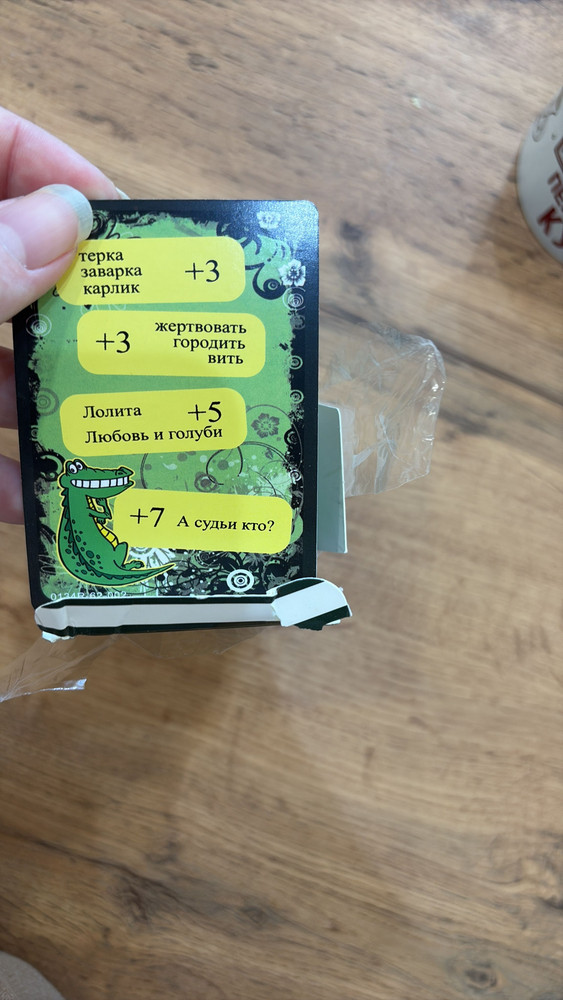 терка
заварка +3
карлик
жертвовать
+3 городить
вить
Лолита +5
Любовь и голуби
+7 А судьи кто?